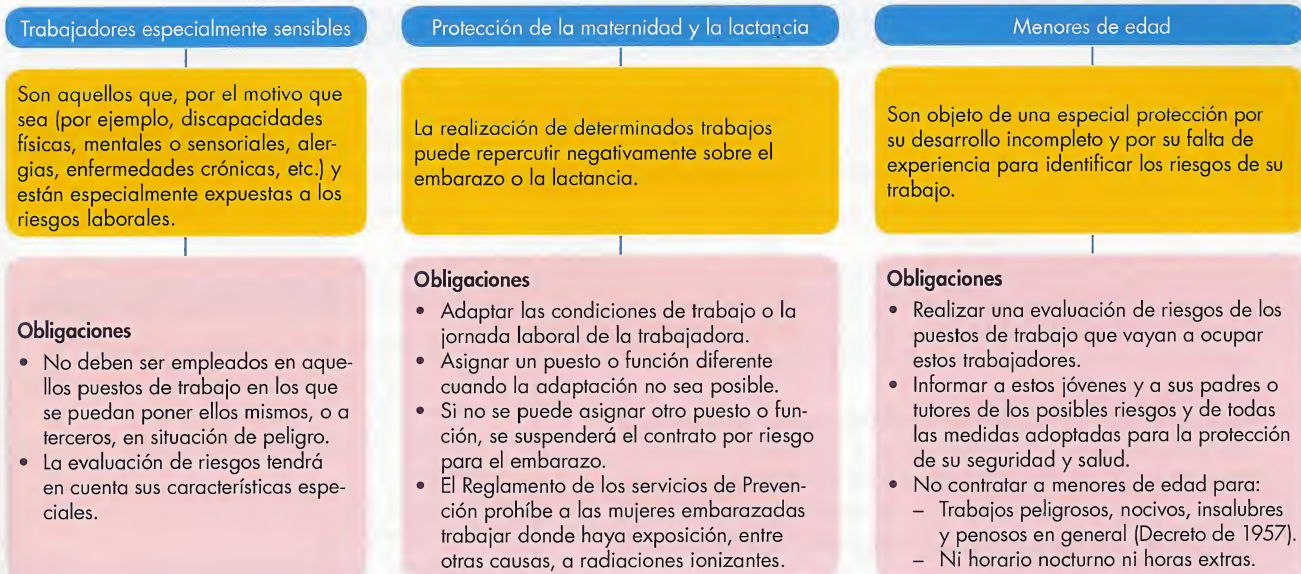 Trabajadores especialmente sensibles
Son aquellos que, por el motivo que
sea (por ejemplo, discapacidades
físicas, mentales o sensoriales, aler-
gias, enfermedades crónicas, etc.) y
están especialmente expuestas a los
riesgos laborales.
Obligaciones
• No deben ser empleados en aque-
llos puestos de trabajo en los que
se puedan poner ellos mismos, o a
terceros, en situación de peligro.
• La evaluación de riesgos tendrá
en cuenta sus características espe-
ciales.
Protección de la maternidad y la lactancia
La realización de determinados trabajos
puede repercutir negativamente sobre el
embarazo o la lactancia.
Obligaciones
• Adaptar las condiciones de trabajo o la
jornada laboral de la trabajadora.
• Asignar un puesto o función diferente
cuando la adaptación no sea posible.
• Si no se puede asignar otro puesto o fun-
ción, se suspenderá el contrato por riesgo
para el embarazo.
• El Reglamento de los servicios de Preven-
ción prohíbe a las mujeres embarazadas
trabajar donde haya exposición, entre
otras causas, a radiaciones ionizantes.
Menores de edad
Son objeto de una especial protección por
su desarrollo incompleto y por su falta de
experiencia para identificar los riesgos de su
trabajo.
Obligaciones
• Realizar una evaluación de riesgos de los
puestos de trabajo que vayan a ocupar
estos trabajadores.
• Informar a estos jóvenes y a sus padres o
tutores de los posibles riesgos y de todas
las medidas adoptadas para la protección
de su seguridad y salud.
• No contratar a menores de edad para:
– Trabajos peligrosos, nocivos, insalubres
y penosos en general (Decreto de 1957).
– Ni horario nocturno ni horas extras.